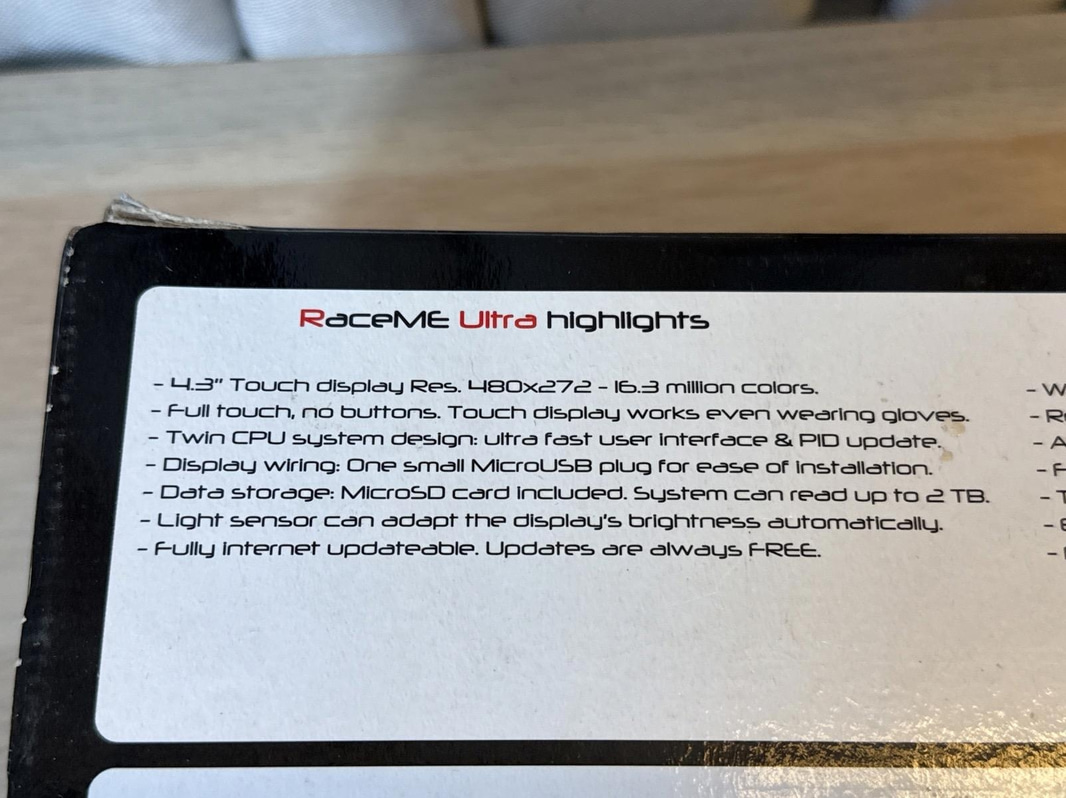 RaceME Ultra highlights
- 4.3" Touch display Res. 480x272 - 16.3 million colors.
- Full touch, no buttons. Touch display works even wearing gloves.
- Twin CPU system design: ultra fast user interface & PID update.
- Display wiring: One small MicroUSB plug for ease of installation.
- Data storage: MicroSD card included. System can read up to 2 TB.
- Light sensor can adapt the display's brightness automatically.
- Fully internet updateable. Updates are always FREE.